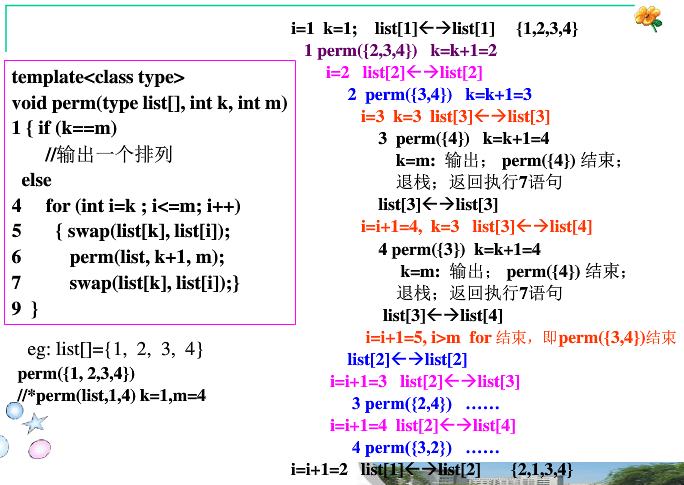 template<class type>
void perm(type list[], int k, int m)
1 { if (k==m)
//输出一个排列
else
4 for (int i=k ; i<=m; i++)
5 { swap(list[k], list[i]);
6 perm(list, k+1, m);
7 swap(list[k], list[i]);}
9 }
eg: list[]={1, 2, 3, 4}
perm({1, 2,3,4})
//*perm(list,1,4) k=1,m=4
i=1 k=1; list[1]←→list[1] {1,2,3,4}
1 perm({2,3,4}) k=k+1=2
i=2 list[2]←→list[2]
2 perm({3,4}) k=k+1=3
i=3 k=3 list[3]←→list[3]
3 perm({4}) k=k+1=4
k=m: 输出; perm({4}) 结束;
退栈; 返回执行7语句
list[3]←→list[3]
i=i+1=4, k=3 list[3]←→list[4]
4 perm({3}) k=k+1=4
k=m: 输出; perm({4}) 结束;
退栈; 返回执行7语句
list[3]←→list[4]
i=i+1=5, i>m for 结束, 即perm({3,4})结束
list[2]←→list[2]
i=i+1=3 list[2]←→list[3]
3 perm({2,4}) ……
i=i+1=4 list[2]←→list[4]
4 perm({3,2}) ……
i=i+1=2 list[1]←→list[2] {2,1,3,4}